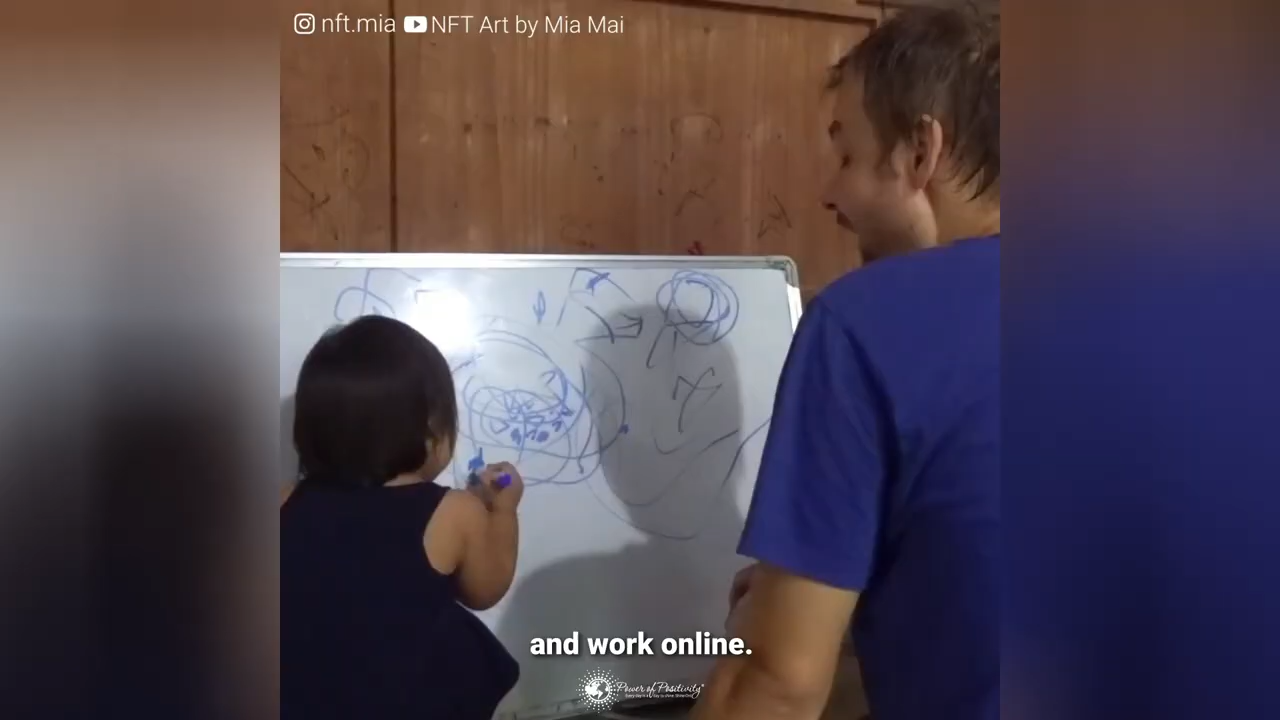 nft.mia NFT Art by Mia Mai
and work online.
Power of Positivity